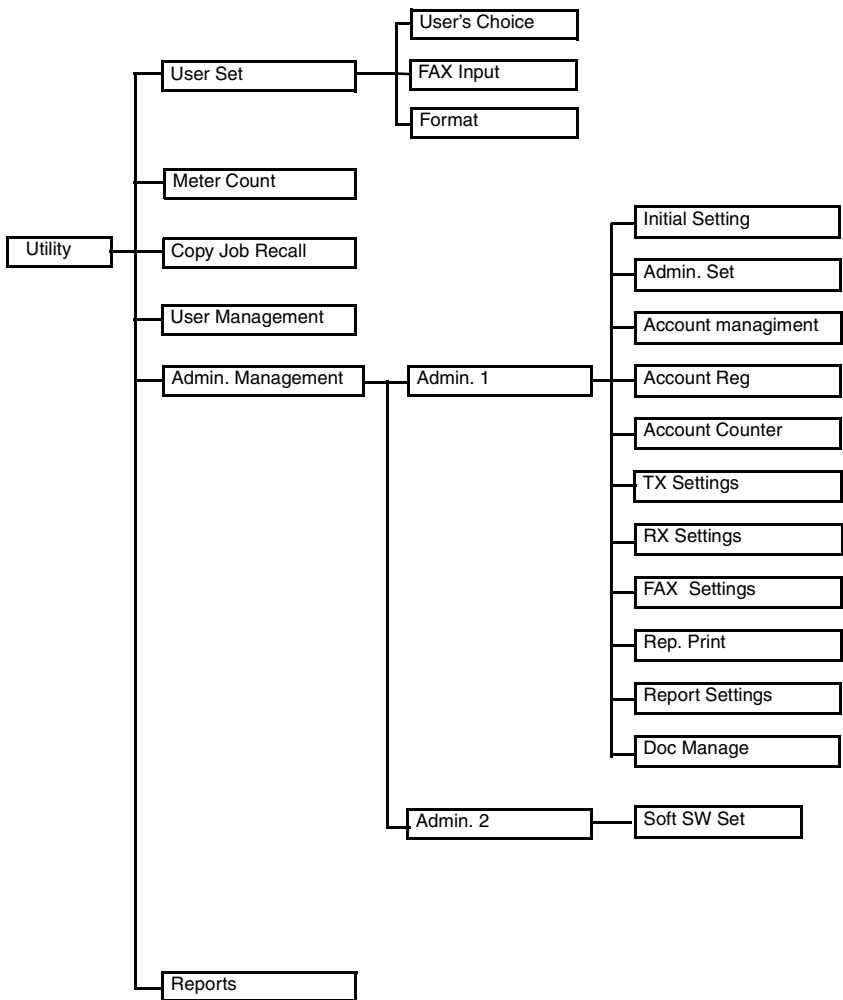 Utility
User Set
User's Choice
FAX Input
Format
Meter Count
Copy Job Recall
User Management
Admin. Management
Admin. 1
Initial Setting
Admin. Set
Account managiment
Account Reg
Account Counter
TX Settings
RX Settings
FAX Settings
Rep. Print
Report Settings
Doc Manage
Admin. 2
Soft SW Set
Reports